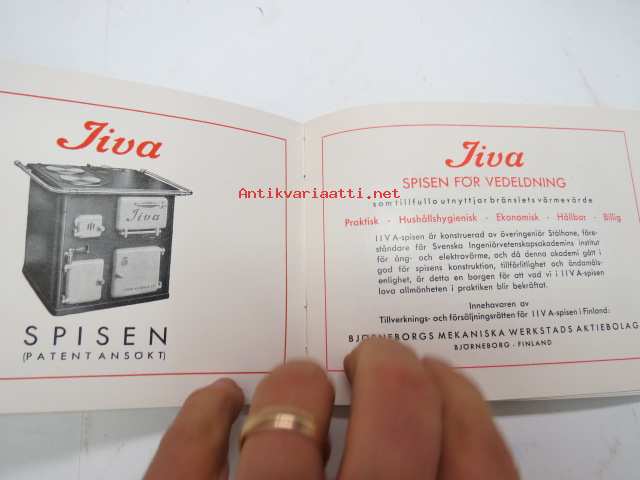 Jiva
Jiva
SPISEN
(PATENT ANSÖKT)
Antikvariaatti.net
Jiva
SPISEN FÖR VEDELDNING
som till fullo utnyttjar bränslets värmevärde
Praktisk · Hushållshygienisk · Ekonomisk · Hållbar · Billig
IIVA-spisen är konstruerad av överingeniör Stålhane, före-
ståndare för Svenska Ingeniörvetenskapsakademins institut
för ång- och elektrovärme, och då denna akademi gått i
god för spisens konstruktion, tillförlitlighet och ändamåls-
enlighet, är detta en borgen för att vad vi i IIVA-spisen
lova allmänheten i praktiken blir bekräftat.
Innehavaren av
Tillverknings- och försäljningsrätten för IIVA-spisen i Finland:
BJÖRNEBORGS MEKANISKA WERKSTADS AKTIEBOLAG
BJÖRNEBORG - FINLAND